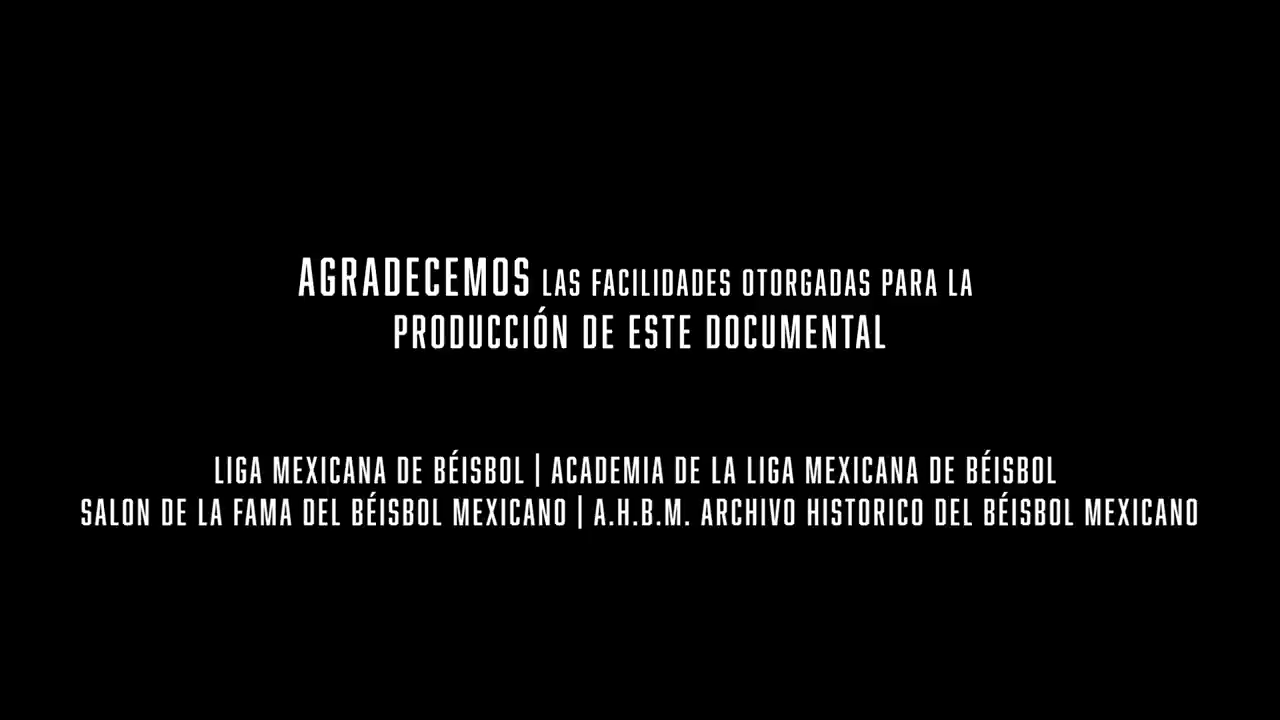 AGRADECEMOS LAS FACILIDADES OTORGADAS PARA LA
PRODUCCIÓN DE ESTE DOCUMENTAL
LIGA MEXICANA DE BÉISBOL | ACADEMIA DE LA LIGA MEXICANA DE BÉISBOL
SALON DE LA FAMA DEL BÉISBOL MEXICANO | A.H.B.M. ARCHIVO HISTORICO DEL BÉISBOL MEXICANO